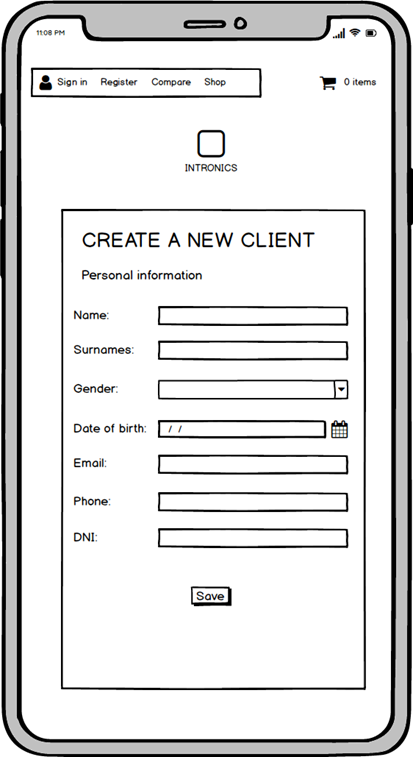 11:08 PM
Sign in Register Compare Shop
0 items
INTRONICS
CREATE A NEW CLIENT
Personal information
Name:
Surnames:
Gender:
Date of birth: / /
Email:
Phone:
DNI:
Save